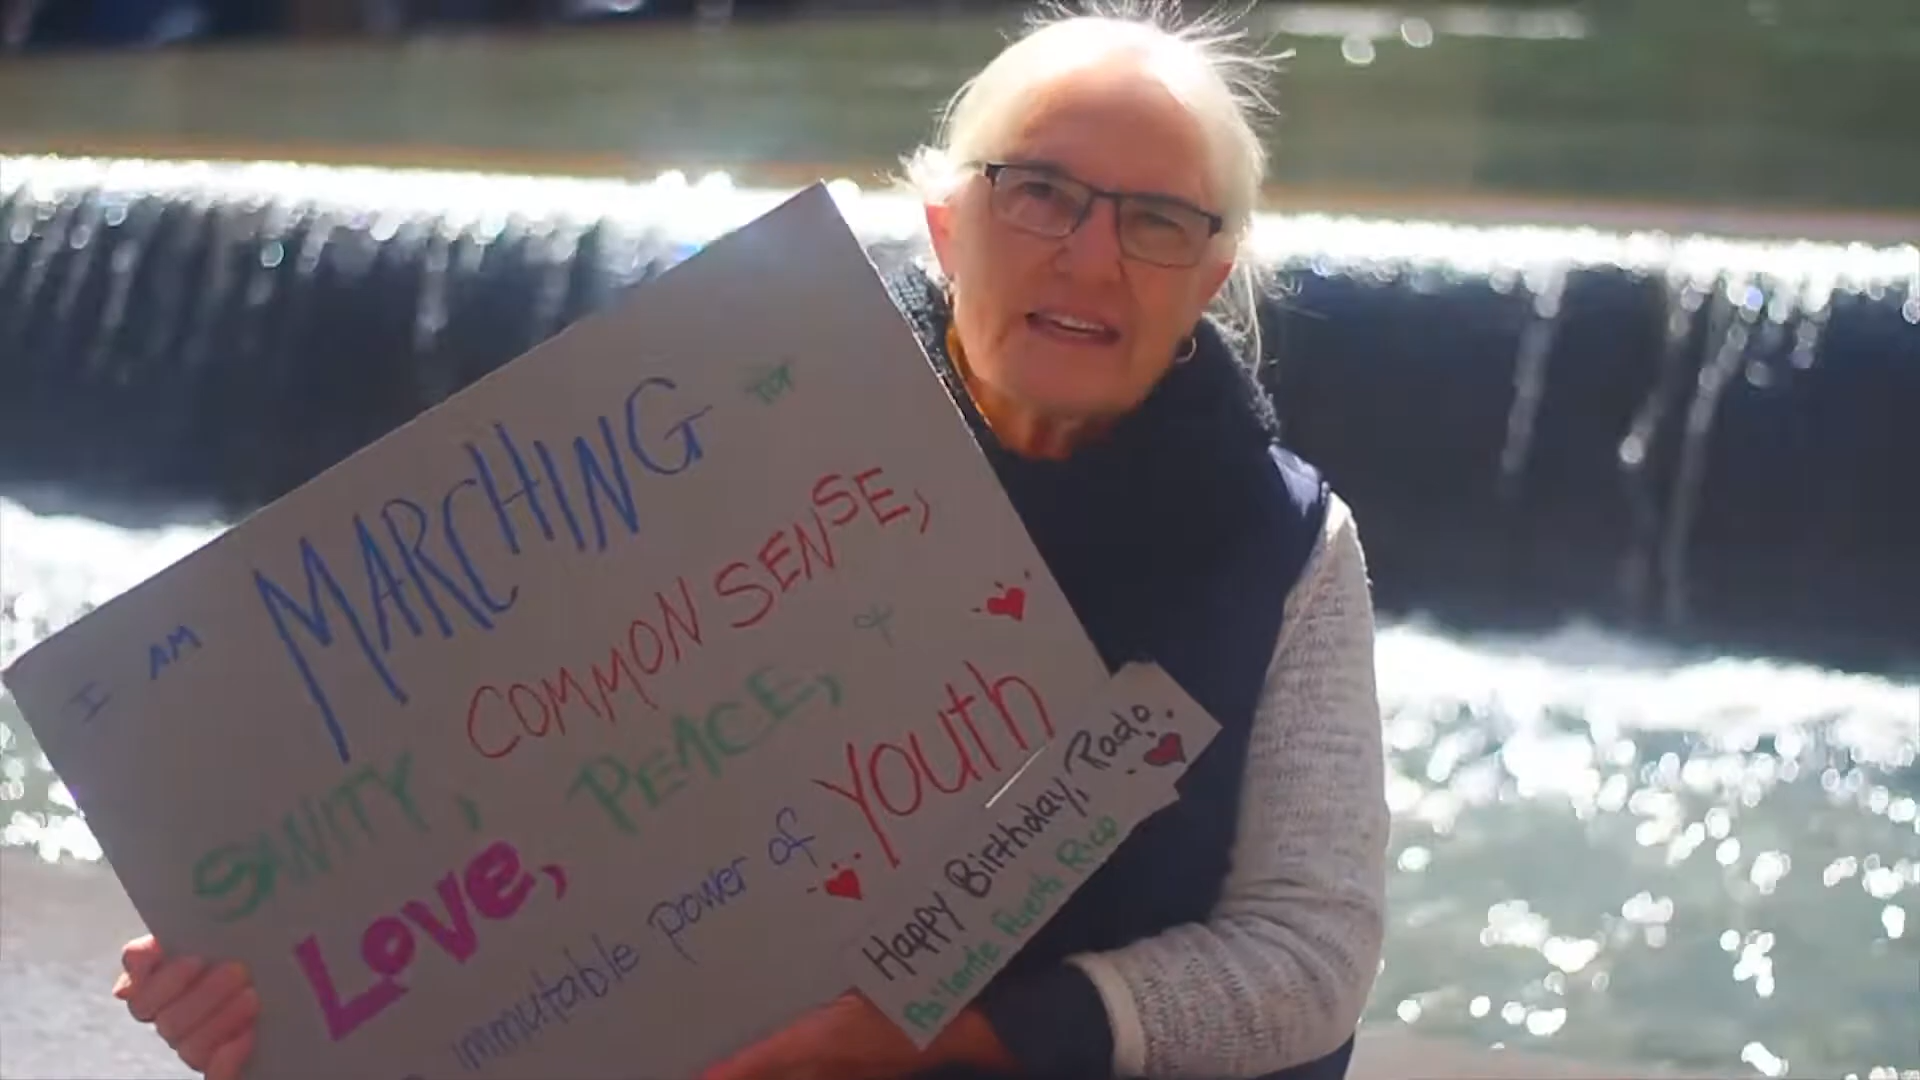 I AM MARCHING for
SANITY, COMMON SENSE,
LOVE, PEACE, &
immutable power of Youth
Happy Birthday, Rado.
Pa'lante Puerto Rico